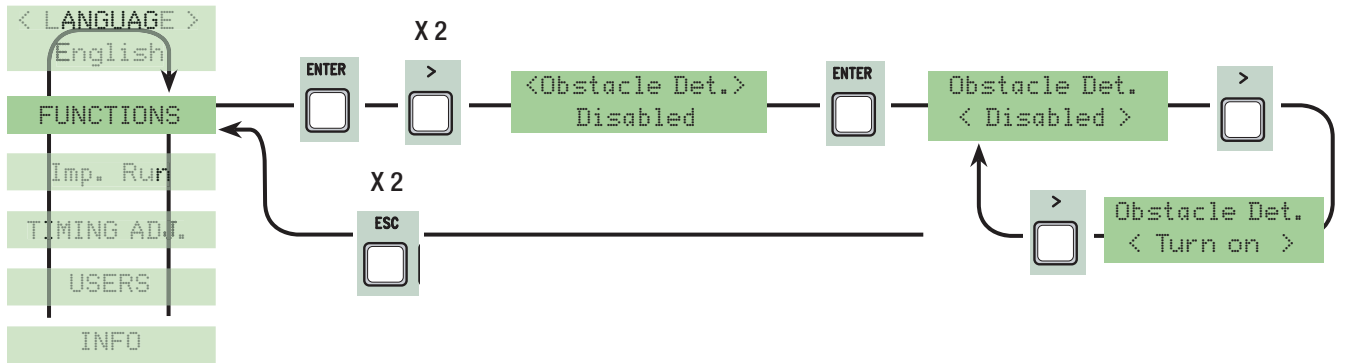 < LANGUAGE >
English
FUNCTIONS
Imp. Run
TIMING ADJ.
USERS
INFO
ENTER
X 2
>
<Obstacle Det.>
Disabled
ENTER
Obstacle Det.
< Disabled >
>
X 2
ESC
>
Obstacle Det.
< Turn on >